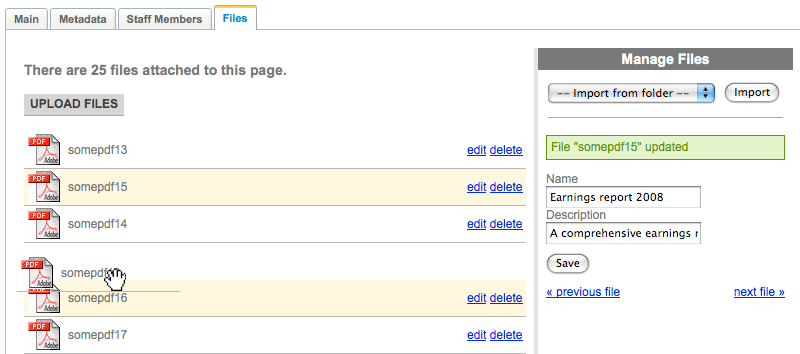 Main Metadata Staff Members Files
There are 25 files attached to this page.
UPLOAD FILES
PDF Adobe somepdf13 edit delete
PDF Adobe somepdf15 edit delete
PDF Adobe somepdf14 edit delete
PDF Adobe
PDF Adobe somepdf16 edit delete
PDF Adobe somepdf17 edit delete
Manage Files
-- Import from folder -- Import
File "somepdf15" updated
Name
Earnings report 2008
Description
A comprehensive earnings r
Save
« previous file next file »